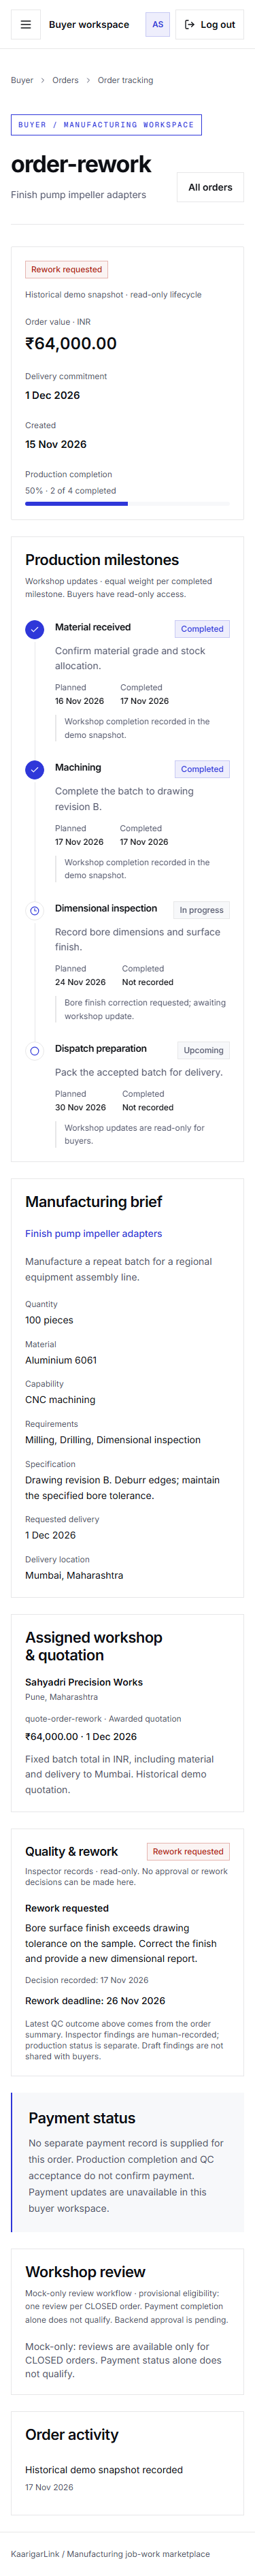 Buyer workspace
AS
Log out
Buyer > Orders > Order tracking
BUYER / MANUFACTURING WORKSPACE
order-rework
Finish pump impeller adapters
All orders
Rework requested
Historical demo snapshot · read-only lifecycle
Order value · INR
₹64,000.00
Delivery commitment
1 Dec 2026
Created
15 Nov 2026
Production completion
50% · 2 of 4 completed
Production milestones
Workshop updates · equal weight per completed
milestone. Buyers have read-only access.
Material received
Completed
Confirm material grade and stock
allocation.
Planned Completed
16 Nov 2026 17 Nov 2026
Workshop completion recorded in the
demo snapshot.
Machining
Completed
Complete the batch to drawing
revision B.
Planned Completed
17 Nov 2026 17 Nov 2026
Workshop completion recorded in the
demo snapshot.
Dimensional inspection
In progress
Record bore dimensions and surface
finish.
Planned Completed
24 Nov 2026 Not recorded
Bore finish correction requested; awaiting
workshop update.
Dispatch preparation
Upcoming
Pack the accepted batch for delivery.
Planned Completed
30 Nov 2026 Not recorded
Workshop updates are read-only for
buyers.
Manufacturing brief
Finish pump impeller adapters
Manufacture a repeat batch for a regional
equipment assembly line.
Quantity
100 pieces
Material
Aluminium 6061
Capability
CNC machining
Requirements
Milling, Drilling, Dimensional inspection
Specification
Drawing revision B. Deburr edges; maintain
the specified bore tolerance.
Requested delivery
1 Dec 2026
Delivery location
Mumbai, Maharashtra
Assigned workshop
& quotation
Sahyadri Precision Works
Pune, Maharashtra
quote-order-rework · Awarded quotation
₹64,000.00 · 1 Dec 2026
Fixed batch total in INR, including material
and delivery to Mumbai. Historical demo
quotation.
Quality & rework
Rework requested
Inspector records · read-only. No approval or rework
decisions can be made here.
Rework requested
Bore surface finish exceeds drawing
tolerance on the sample. Correct the finish
and provide a new dimensional report.
Decision recorded: 17 Nov 2026
Rework deadline: 26 Nov 2026
Latest QC outcome above comes from the order
summary. Inspector findings are human-recorded;
production status is separate. Draft findings are not
shared with buyers.
Payment status
No separate payment record is supplied for
this order. Production completion and QC
acceptance do not confirm payment.
Payment updates are unavailable in this
buyer workspace.
Workshop review
Mock-only review workflow · provisional eligibility:
one review per CLOSED order. Payment completion
alone does not qualify. Backend approval is pending.
Mock-only: reviews are available only for
CLOSED orders. Payment status alone does
not qualify.
Order activity
Historical demo snapshot recorded
17 Nov 2026
KaarigarLink / Manufacturing job-work marketplace